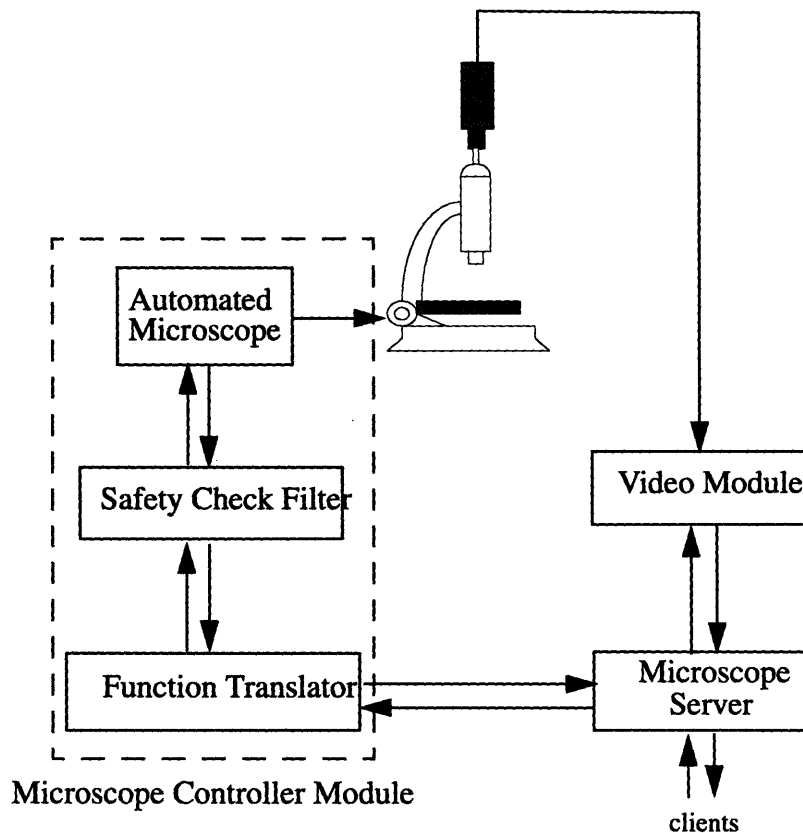 Automated
Microscope
Safety Check Filter
Video Module
Function Translator
Microscope
Server
Microscope Controller Module
clients